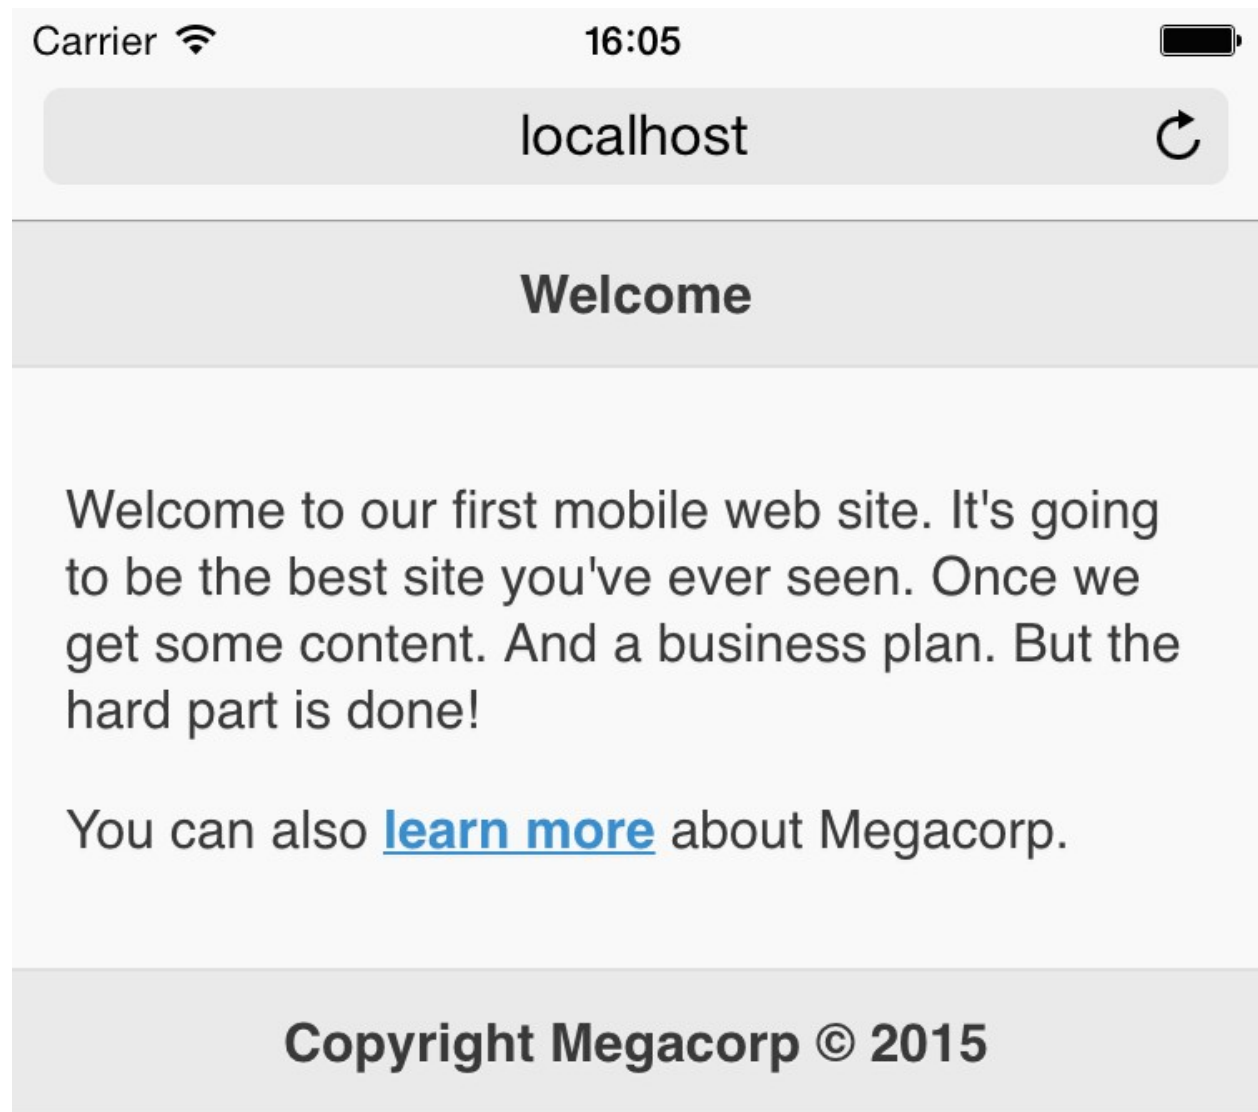 Carrier
16:05
localhost
Welcome
Welcome to our first mobile web site. It's going
to be the best site you've ever seen. Once we
get some content. And a business plan. But the
hard part is done!
You can also learn more about Megacorp.
Copyright Megacorp © 2015